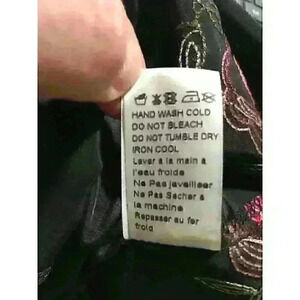 HAND WASH COLD
DO NOT BLEACH
DO NOT TUMBLE DRY
IRON COOL
Laver à la main à
l'eau froide
Ne Pas javelliser
Ne Pas Secher à
la machine
Repasser au fer
froid